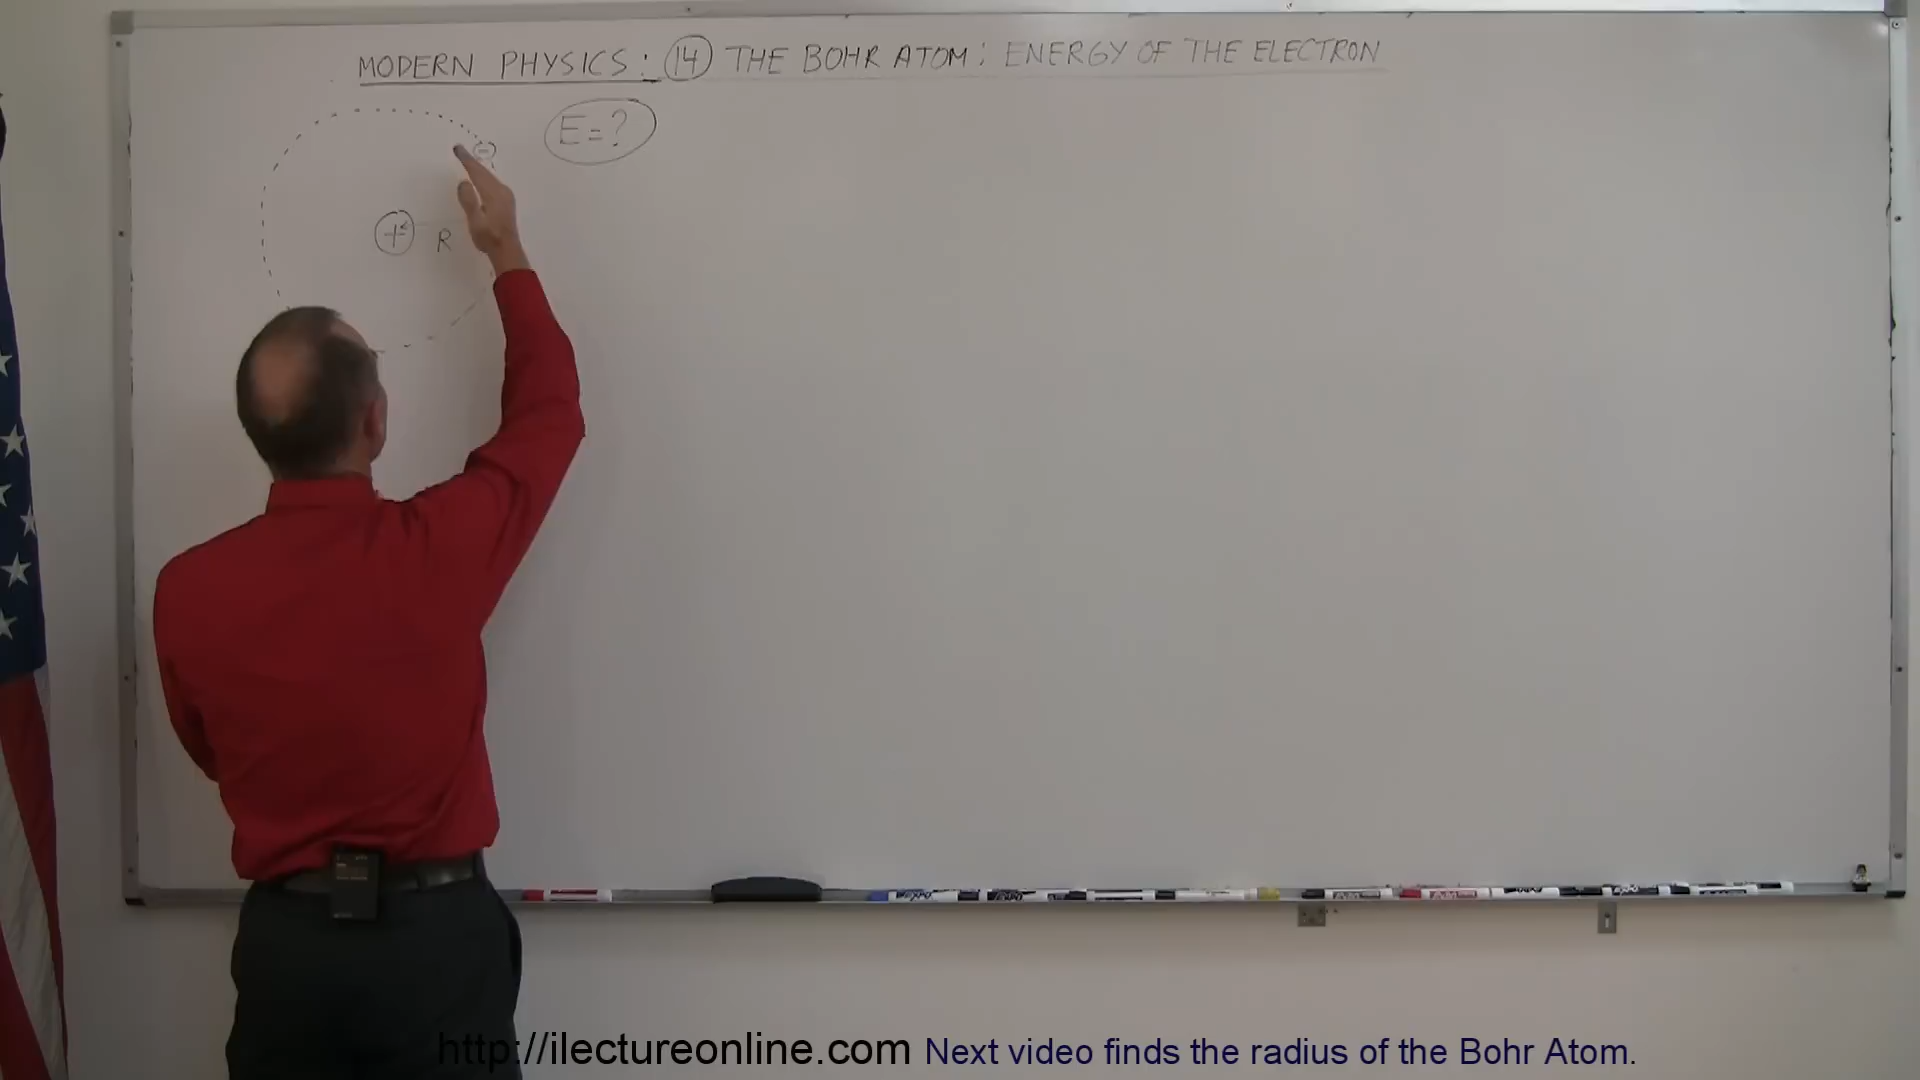 MODERN PHYSICS: 14 THE BOHR ATOM: ENERGY OF THE ELECTRON
E=?
-
+
R
http://ilectureonline.com Next video finds the radius of the Bohr Atom.